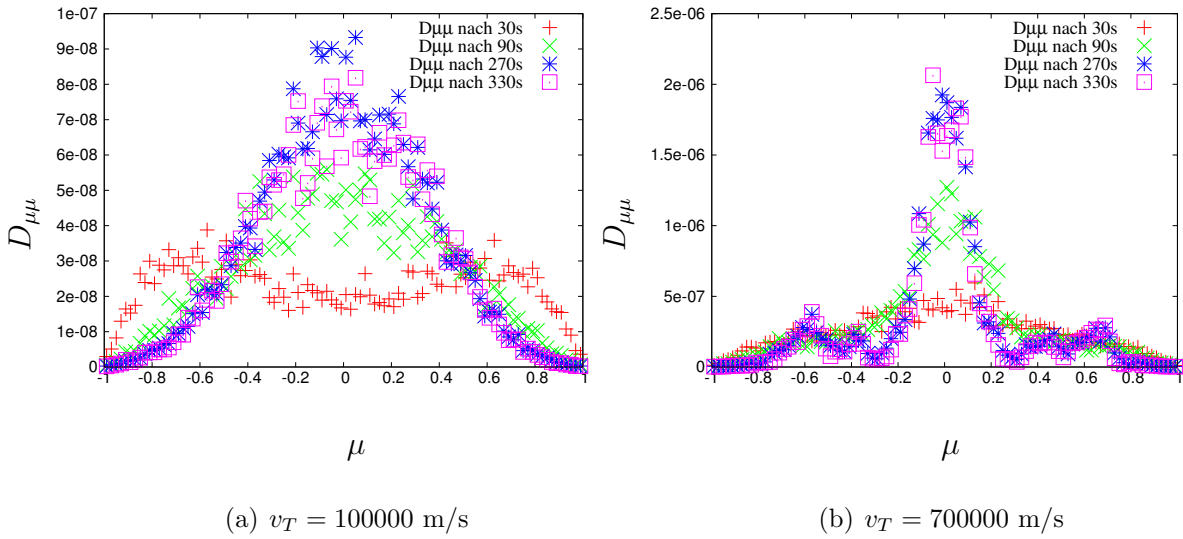 1e-07
9e-08
8e-08
7e-08
6e-08
5e-08
4e-08
3e-08
2e-08
1e-08
0
-1 -0.8 -0.6 -0.4 -0.2 0 0.2 0.4 0.6 0.8 1
Dμμ nach 30s
Dμμ nach 90s
Dμμ nach 270s
Dμμ nach 330s
D_{μμ}
μ
(a) v_T = 100000 m/s
2.5e-06
2e-06
1.5e-06
1e-06
5e-07
0
-1 -0.8 -0.6 -0.4 -0.2 0 0.2 0.4 0.6 0.8 1
Dμμ nach 30s
Dμμ nach 90s
Dμμ nach 270s
Dμμ nach 330s
D_{μμ}
μ
(b) v_T = 700000 m/s